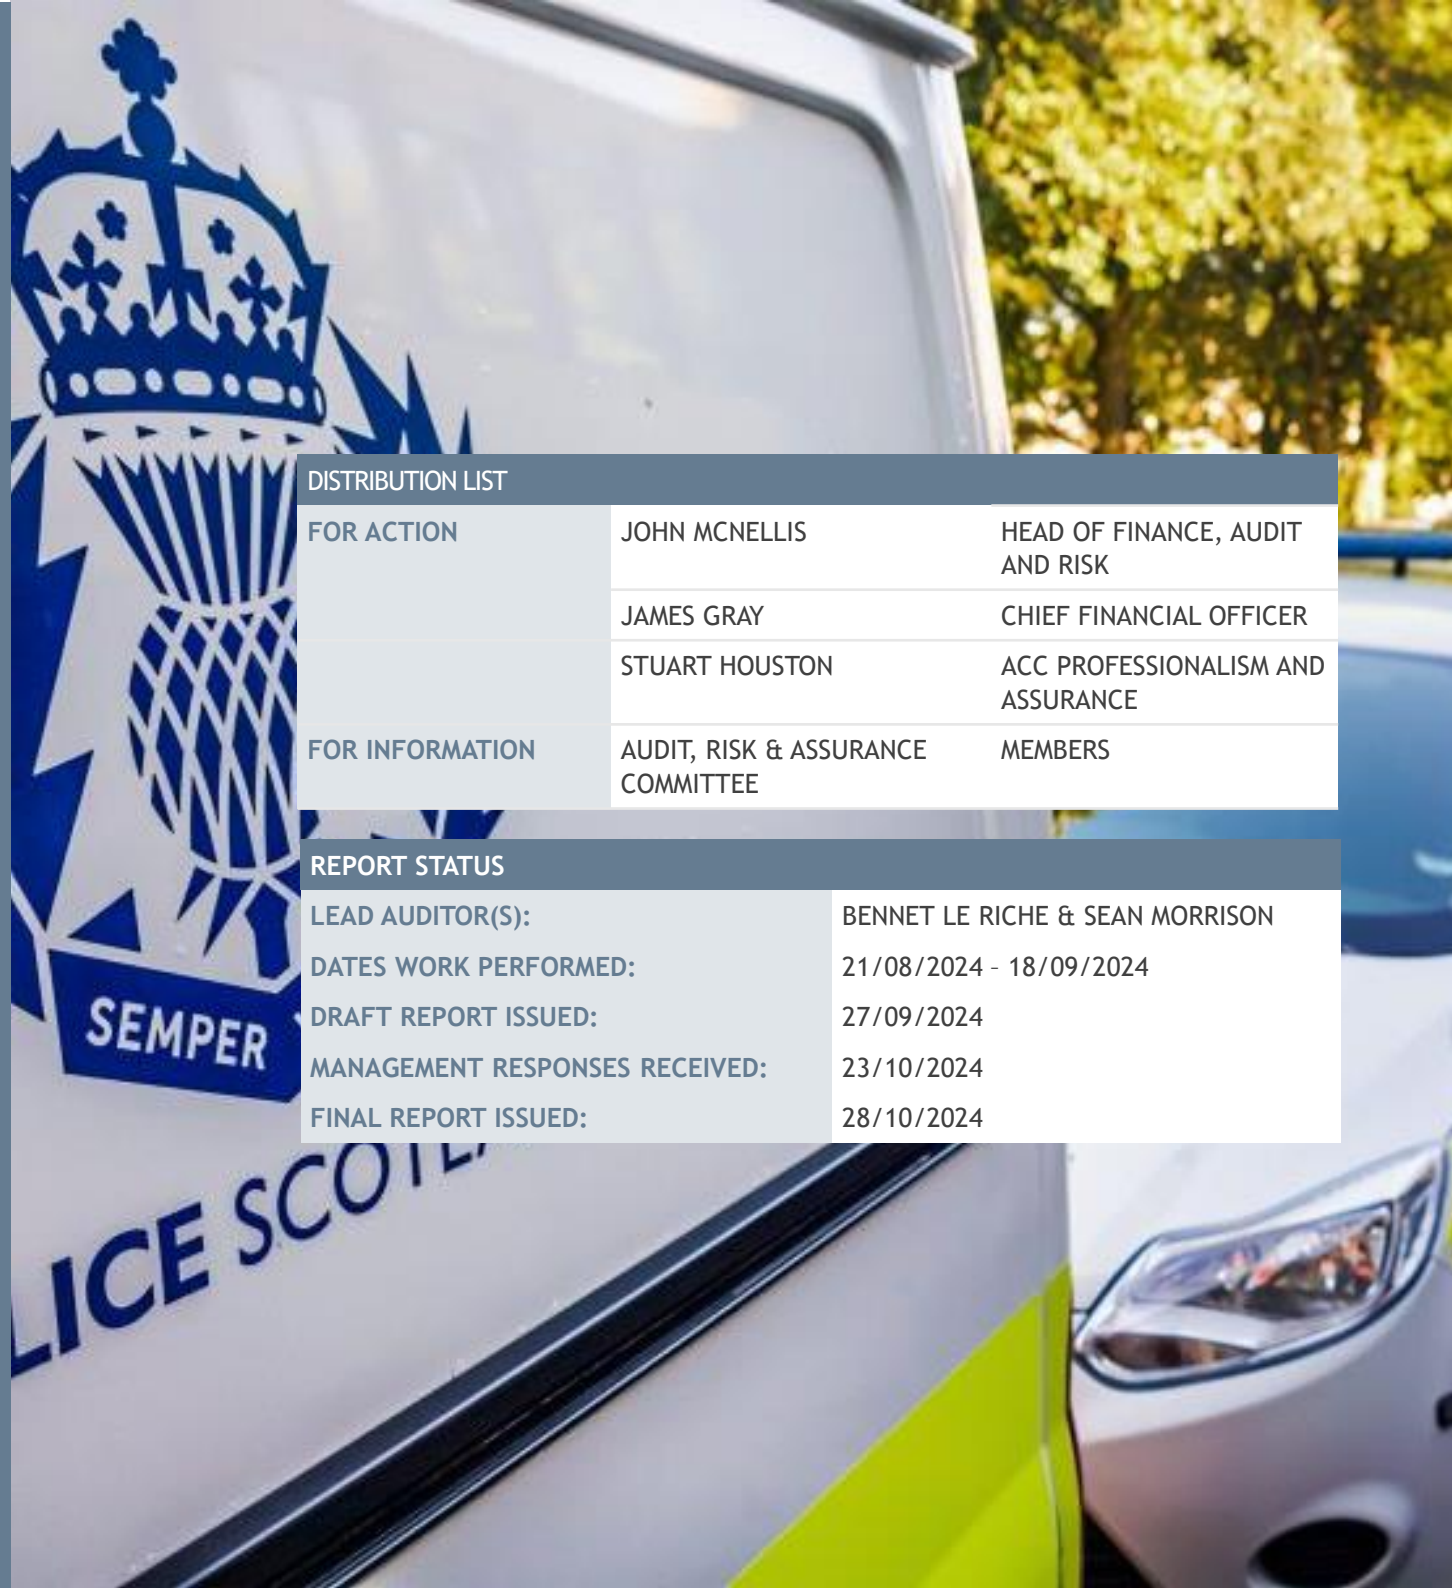 DISTRIBUTION LIST
FOR ACTION JOHN MCNELLIS HEAD OF FINANCE, AUDIT
AND RISK
JAMES GRAY CHIEF FINANCIAL OFFICER
STUART HOUSTON ACC PROFESSIONALISM AND
ASSURANCE
FOR INFORMATION AUDIT, RISK & ASSURANCE MEMBERS
COMMITTEE
REPORT STATUS
LEAD AUDITOR(S): BENNET LE RICHE & SEAN MORRISON
DATES WORK PERFORMED: 21/08/2024 – 18/09/2024
DRAFT REPORT ISSUED: 27/09/2024
MANAGEMENT RESPONSES RECEIVED: 23/10/2024
FINAL REPORT ISSUED: 28/10/2024
SEMPER
LICE SCOTL